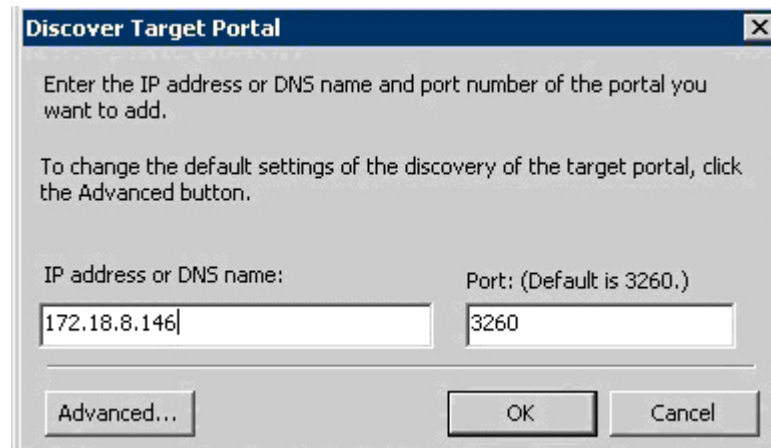 Discover Target Portal
Enter the IP address or DNS name and port number of the portal you
want to add.
To change the default settings of the discovery of the target portal, click
the Advanced button.
IP address or DNS name:
Port: (Default is 3260.)
172.18.8.146
3260
Advanced...
OK
Cancel